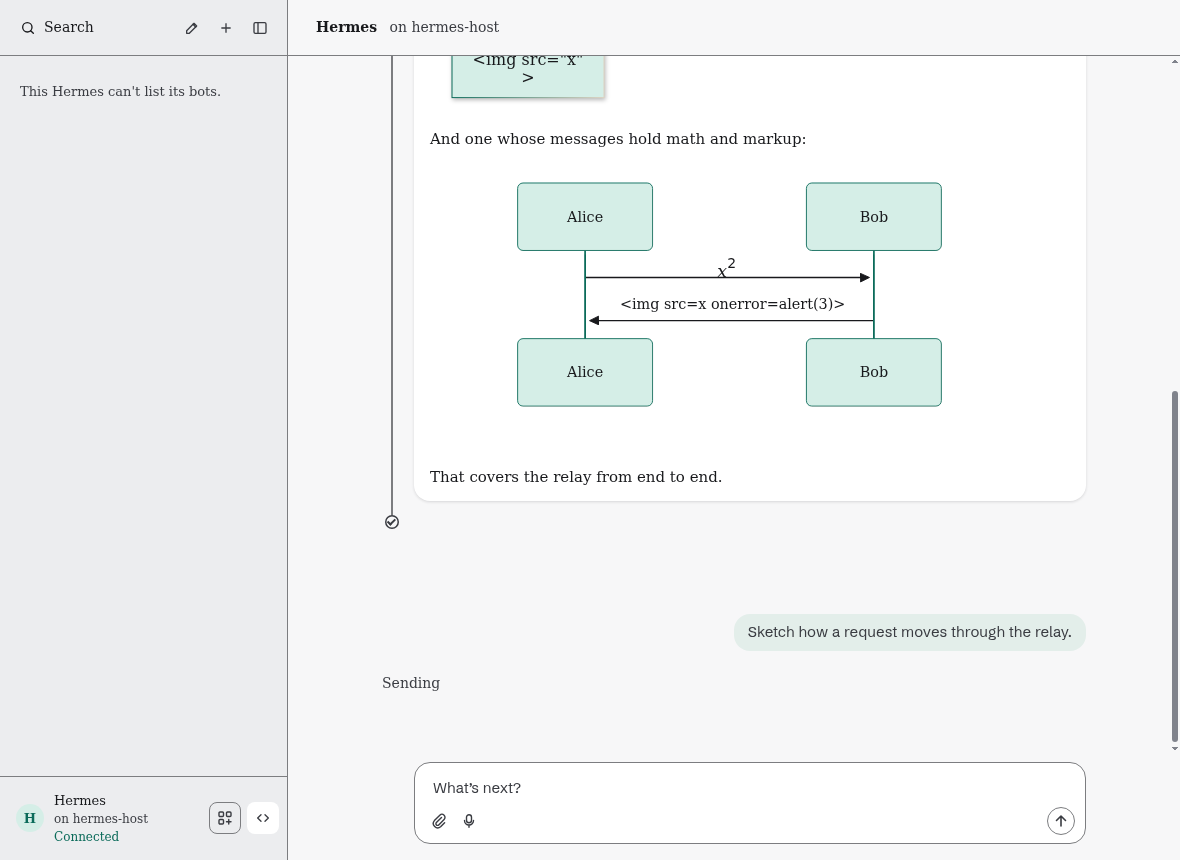 Search
Hermes on hermes-host
This Hermes can't list its bots.
<img src="x"
>
And one whose messages hold math and markup:
Alice
Bob
x2
<img src=x onerror=alert(3)>
Alice
Bob
That covers the relay from end to end.
Sketch how a request moves through the relay.
Sending
What's next?
H
Hermes
on hermes-host
Connected